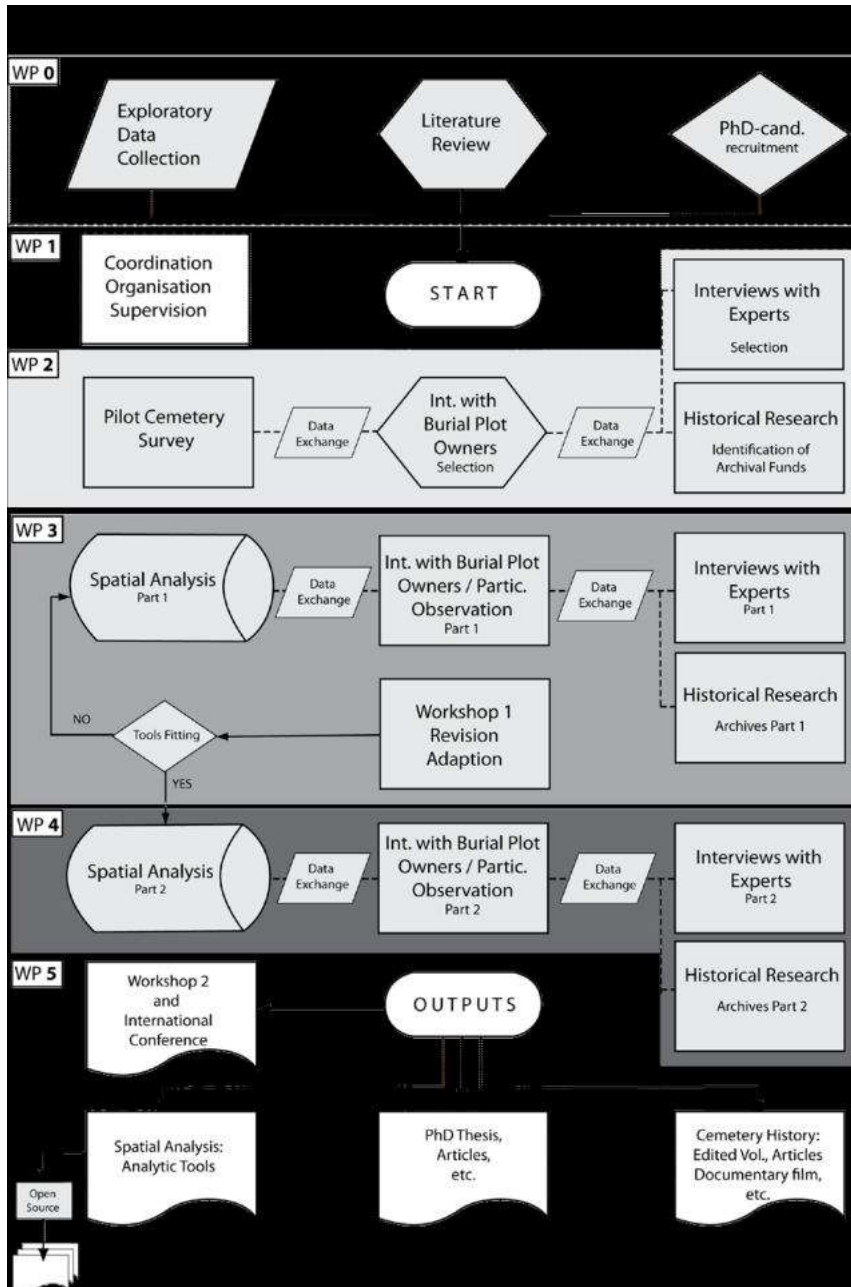 WP 0
Exploratory
Data
Collection
Literature
Review
PhD-cand.
recruitment
WP 1
Coordination
Organisation
Supervision
START
Interviews with
Experts
Selection
WP 2
Pilot Cemetery
Survey
Data
Exchange
Int. with
Burial Plot
Owners
Selection
Data
Exchange
Historical Research
Identification of
Archival Funds
WP 3
Spatial Analysis
Part 1
Data
Exchange
Int. with Burial Plot
Owners / Partic.
Observation
Part 1
Data
Exchange
Interviews with
Experts
Part 1
Historical Research
Archives Part 1
NO
Tools Fitting
YES
Workshop 1
Revision
Adaption
WP 4
Spatial Analysis
Part 2
Data
Exchange
Int. with Burial Plot
Owners / Partic.
Observation
Part 2
Data
Exchange
Interviews with
Experts
Part 2
Historical Research
Archives Part 2
WP 5
Workshop 2
and
International
Conference
OUTPUTS
Spatial Analysis:
Analytic Tools
PhD Thesis,
Articles,
etc.
Cemetery History:
Edited Vol., Articles
Documentary film,
etc.
Open
Source